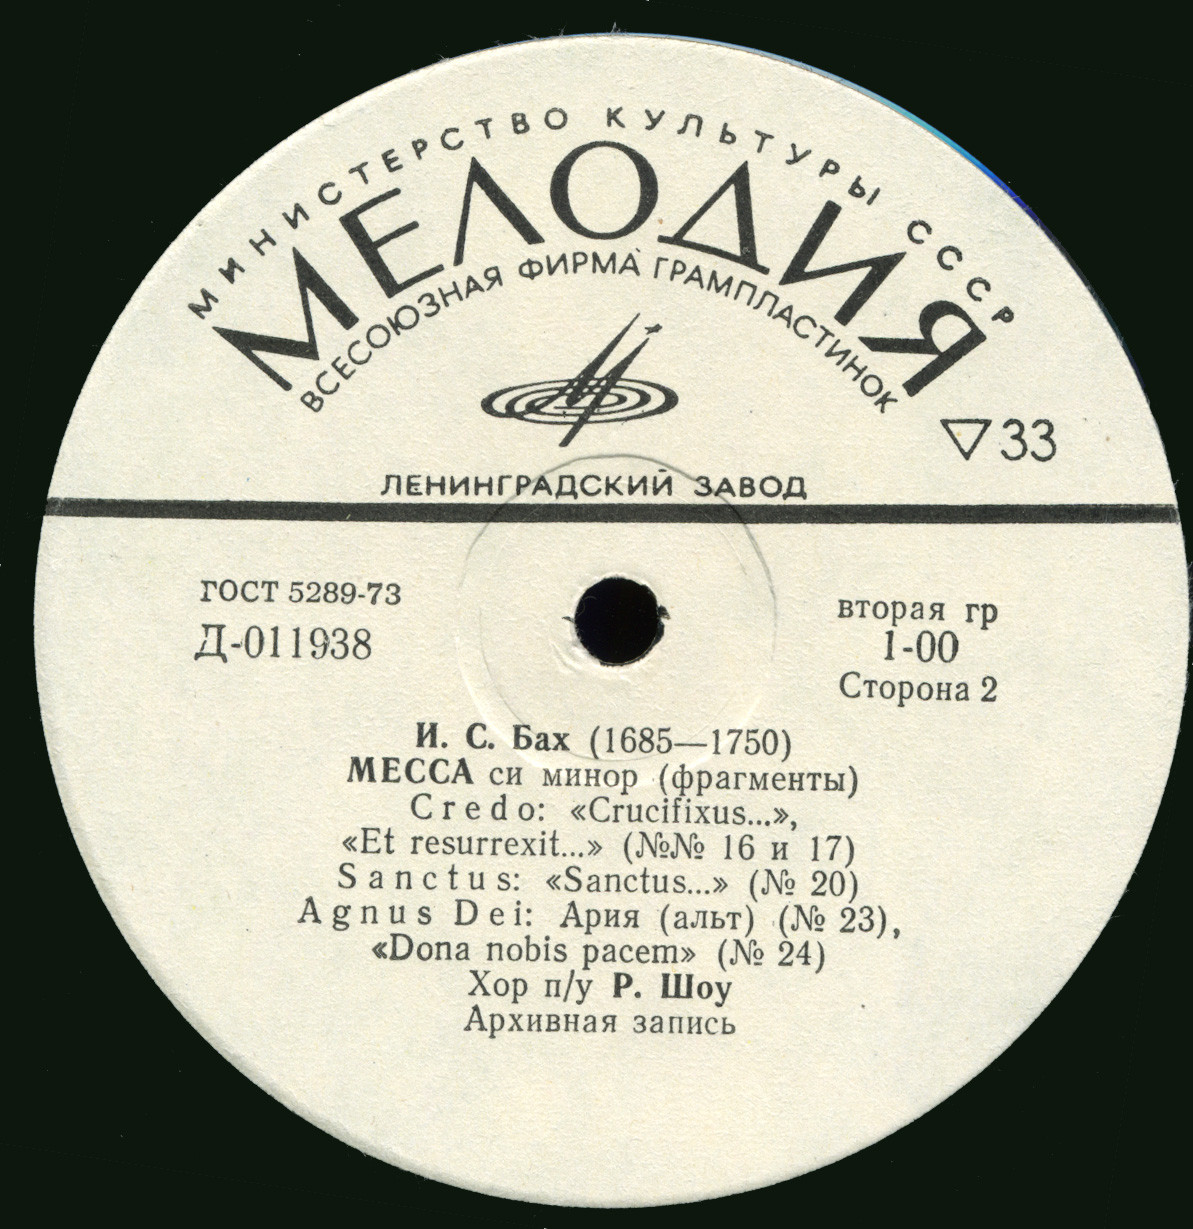 МИНИСТЕРСТВО КУЛЬТУРЫ СССР
МЕЛОДИЯ
ВСЕСОЮЗНАЯ ФИРМА ГРАМПЛАСТИНОК
33
ЛЕНИНГРАДСКИЙ ЗАВОД
ГОСТ 5289-73
Д-011938
вторая гр
1-00
Сторона 2
И. С. Бах (1685—1750)
МЕССА си минор (фрагменты)
Credo: «Crucifixus...»,
«Et resurrexit...» (№№ 16 и 17)
Sanctus: «Sanctus...» (№ 20)
Agnus Dei: Ария (альт) (№ 23),
«Dona nobis pacem» (№ 24)
Хор п/у Р. Шоу
Архивная запись